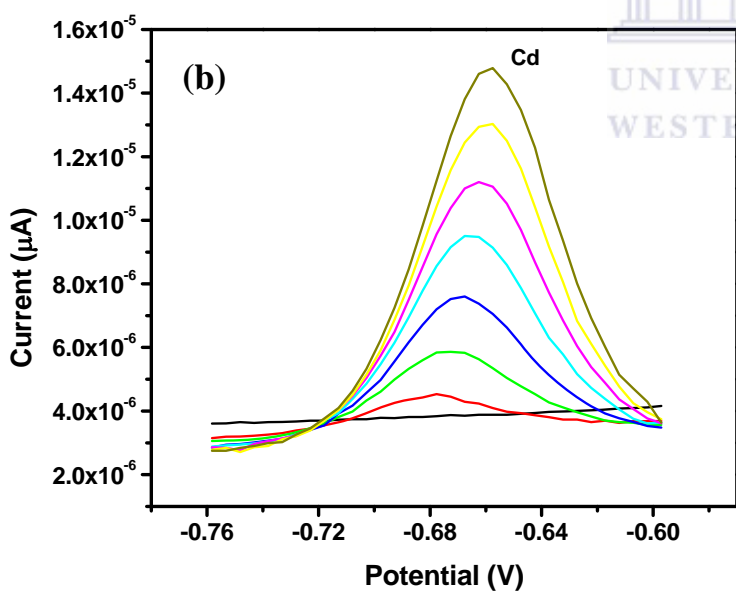 (b)
Cd
UNIVE
WESTE
1.6x10⁻⁵
1.4x10⁻⁵
1.2x10⁻⁵
1.0x10⁻⁵
8.0x10⁻⁶
6.0x10⁻⁶
4.0x10⁻⁶
2.0x10⁻⁶
Current (µA)
-0.76 -0.72 -0.68 -0.64 -0.60
Potential (V)